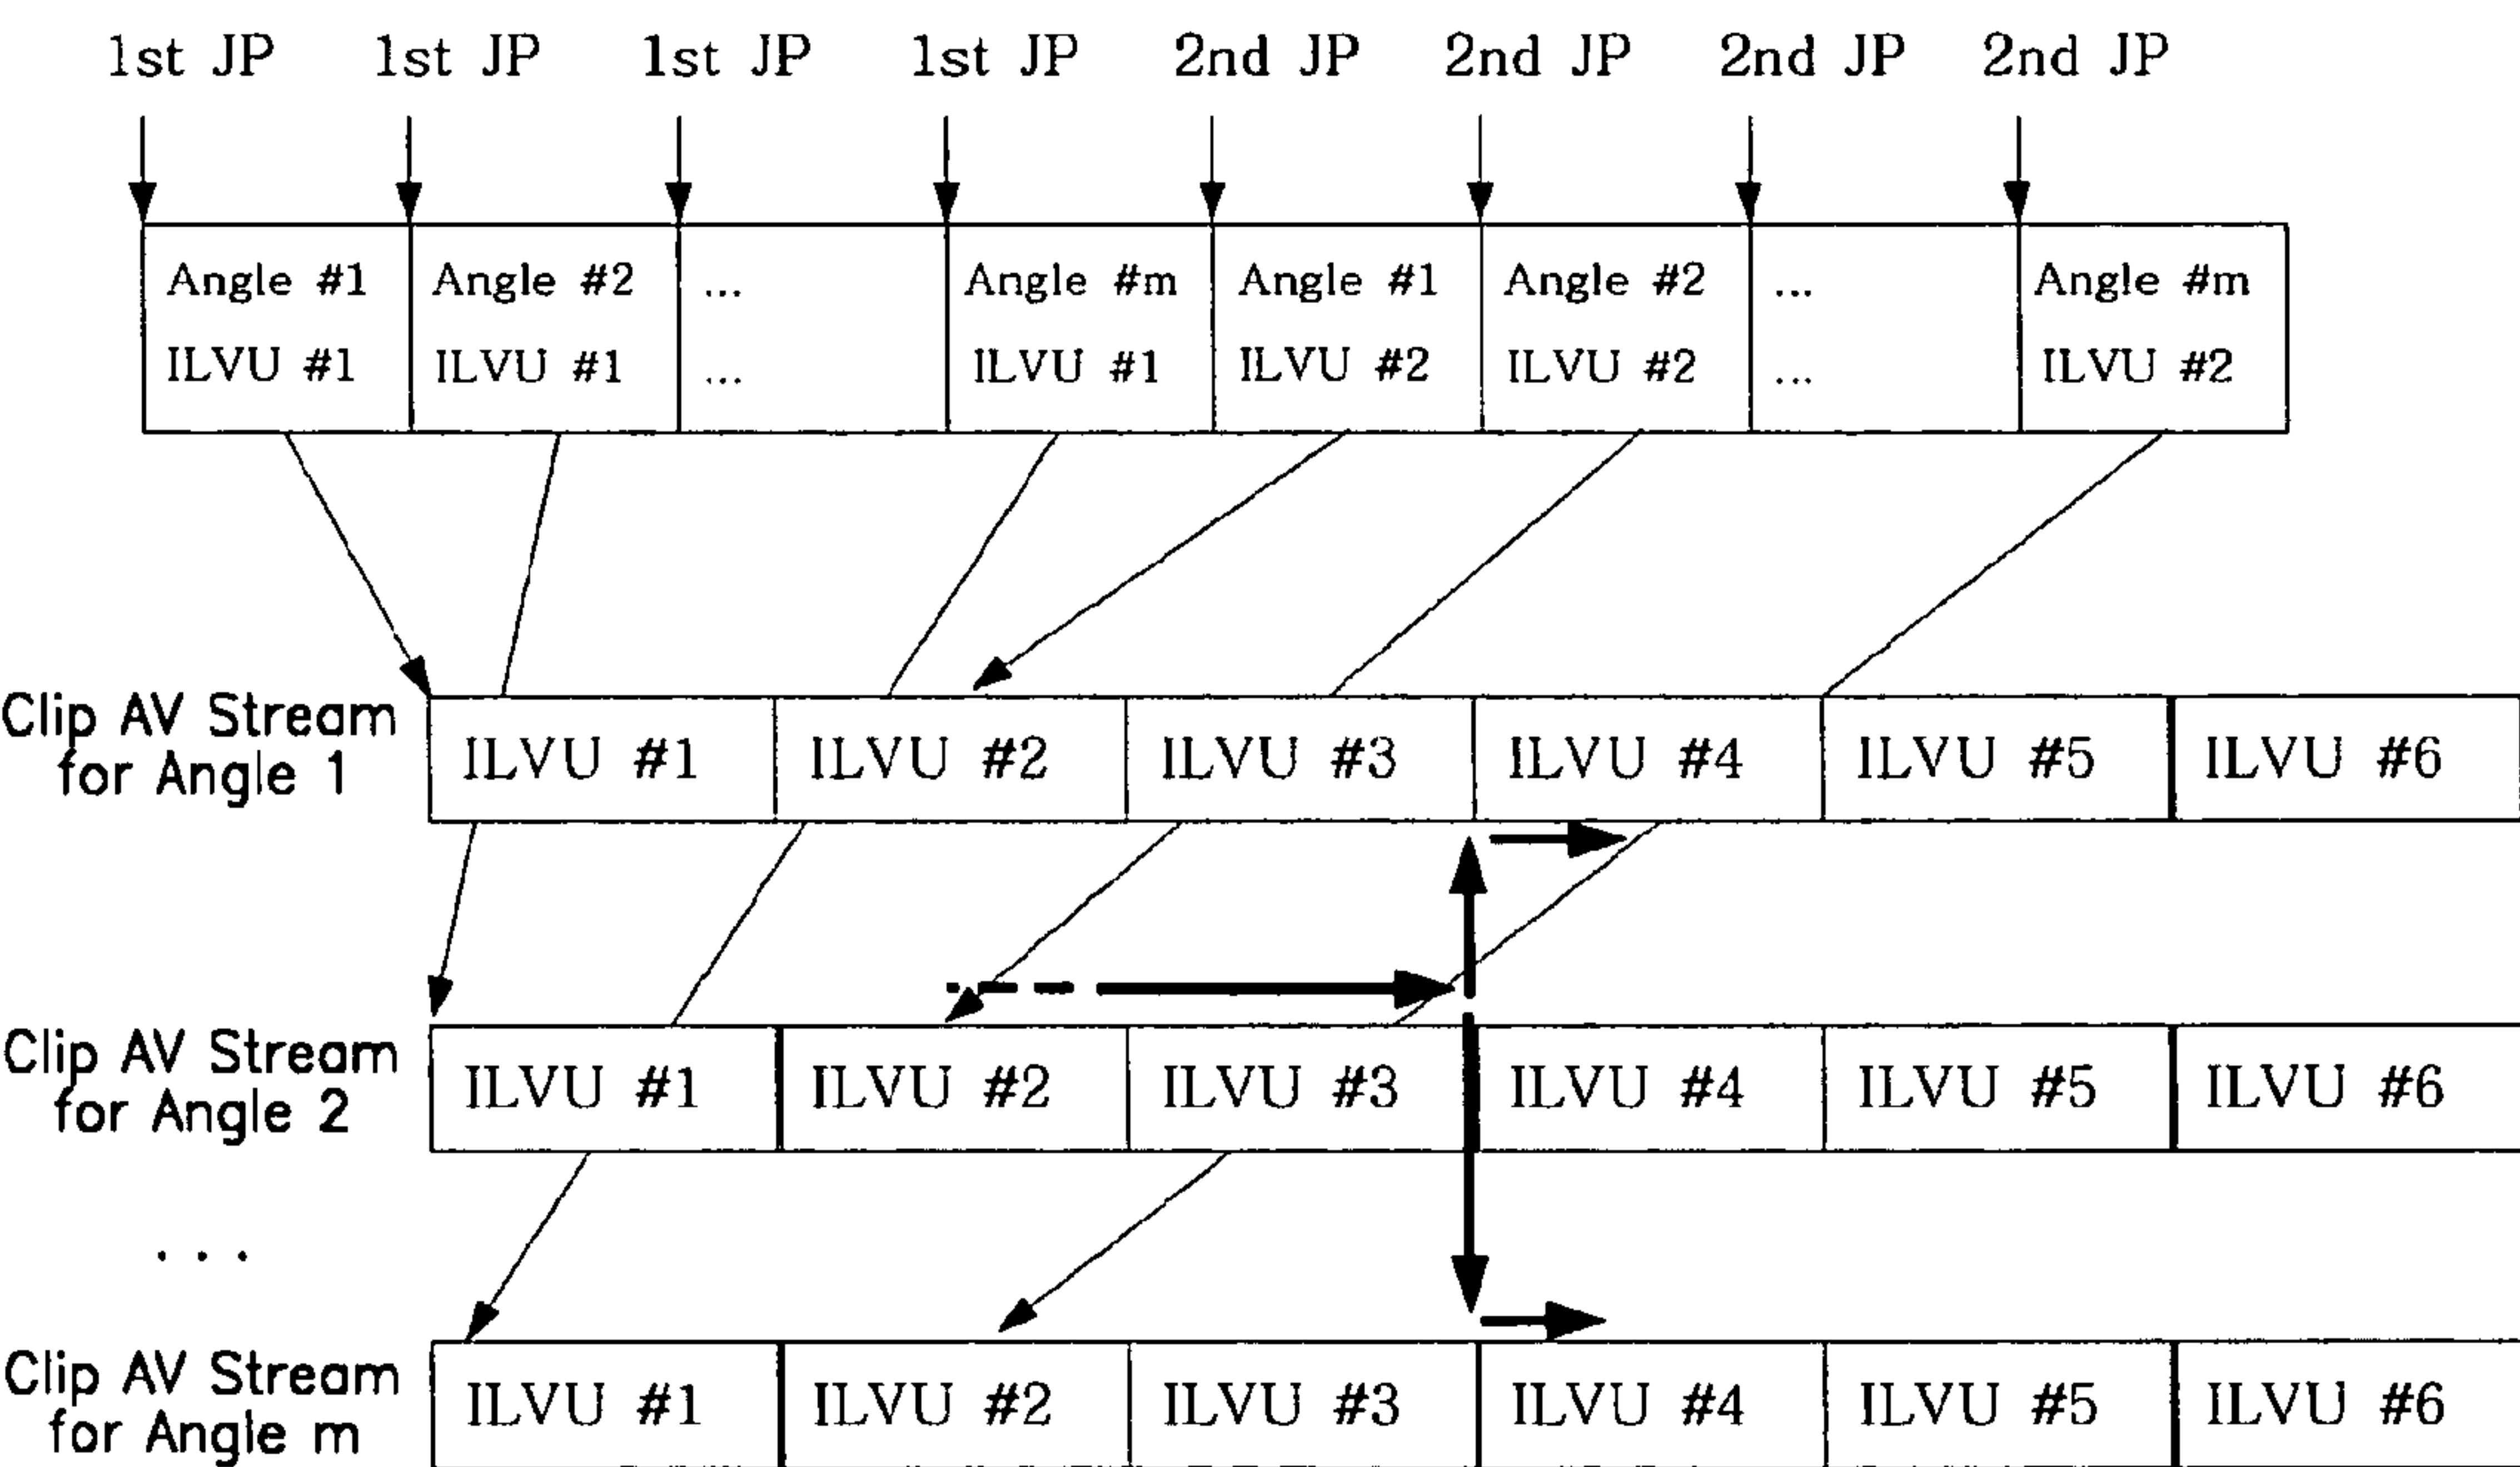 1st JP 1st JP 1st JP 1st JP 2nd JP 2nd JP 2nd JP 2nd JP
Angle #1 Angle #2 ... Angle #m Angle #1 Angle #2 ... Angle #m
ILVU #1 ILVU #1 ... ILVU #1 ILVU #2 ILVU #2 ... ILVU #2
Clip AV Stream
for Angle 1
ILVU #1 ILVU #2 ILVU #3 ILVU #4 ILVU #5 ILVU #6
Clip AV Stream
for Angle 2
ILVU #1 ILVU #2 ILVU #3 ILVU #4 ILVU #5 ILVU #6
. . .
Clip AV Stream
for Angle m
ILVU #1 ILVU #2 ILVU #3 ILVU #4 ILVU #5 ILVU #6